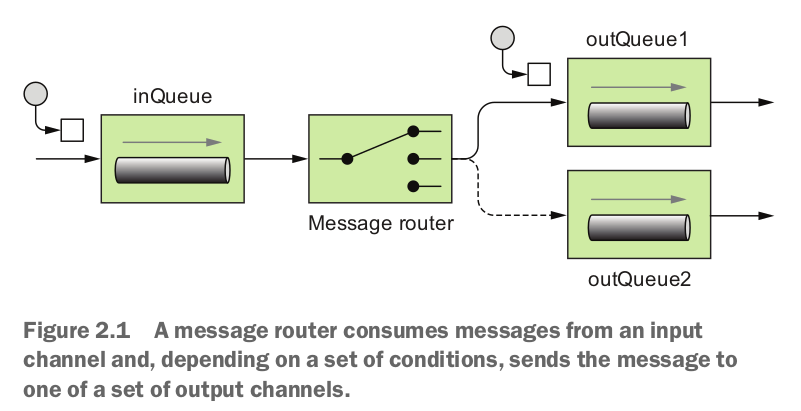 outQueue1
inQueue
Message router
outQueue2
Figure 2.1 A message router consumes messages from an input
channel and, depending on a set of conditions, sends the message to
one of a set of output channels.